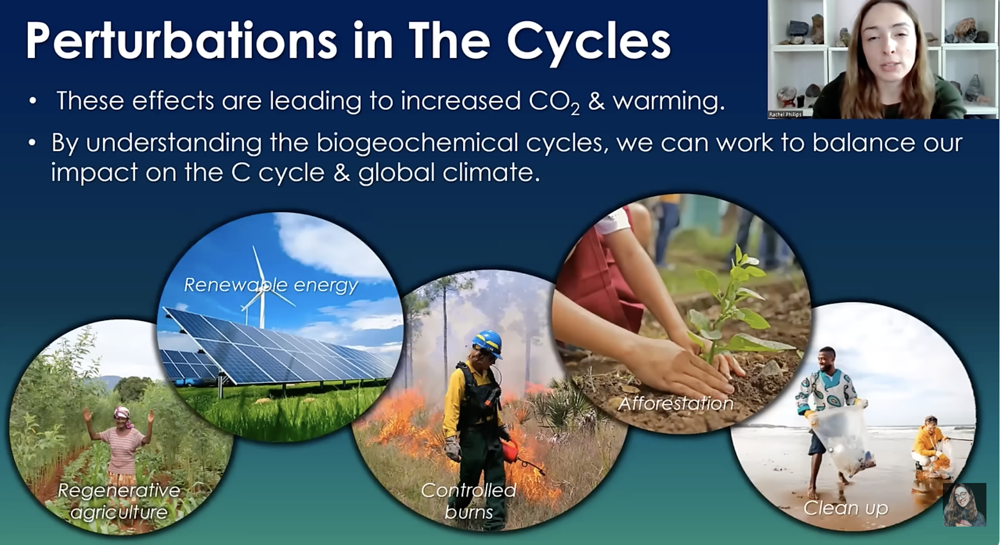 Perturbations in The Cycles
• These effects are leading to increased CO₂ & warming.
Rachel Phillips
• By understanding the biogeochemical cycles, we can work to balance our
impact on the C cycle & global climate.
Renewable energy
Afforestation
Regenerative
agriculture
Controlled
burns
Clean up